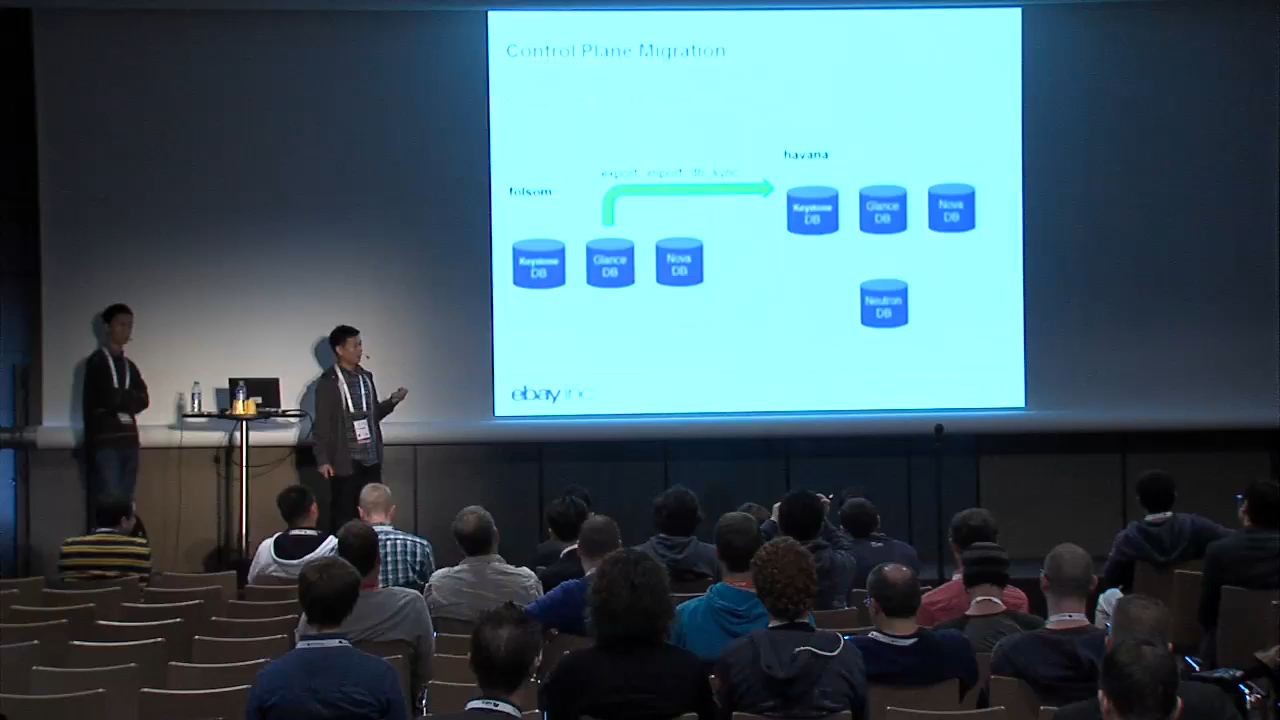 Control Plane Migration
havana
export, import, db_sync
folsom
Keystone DB
Glance DB
Nova DB
Keystone DB
Glance DB
Nova DB
Neutron DB
ebay inc